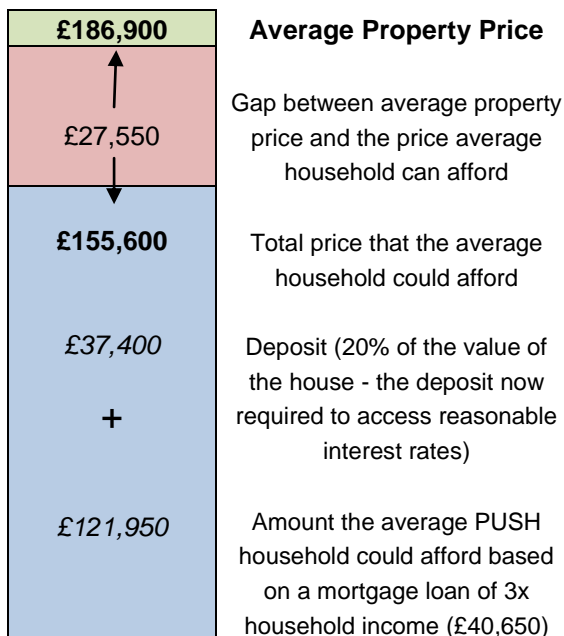 £186,900 Average Property Price
£27,550
Gap between average property
price and the price average
household can afford
£155,600
Total price that the average
household could afford
£37,400
+
Deposit (20% of the value of
the house - the deposit now
required to access reasonable
interest rates)
£121,950
Amount the average PUSH
household could afford based
on a mortgage loan of 3x
household income (£40,650)